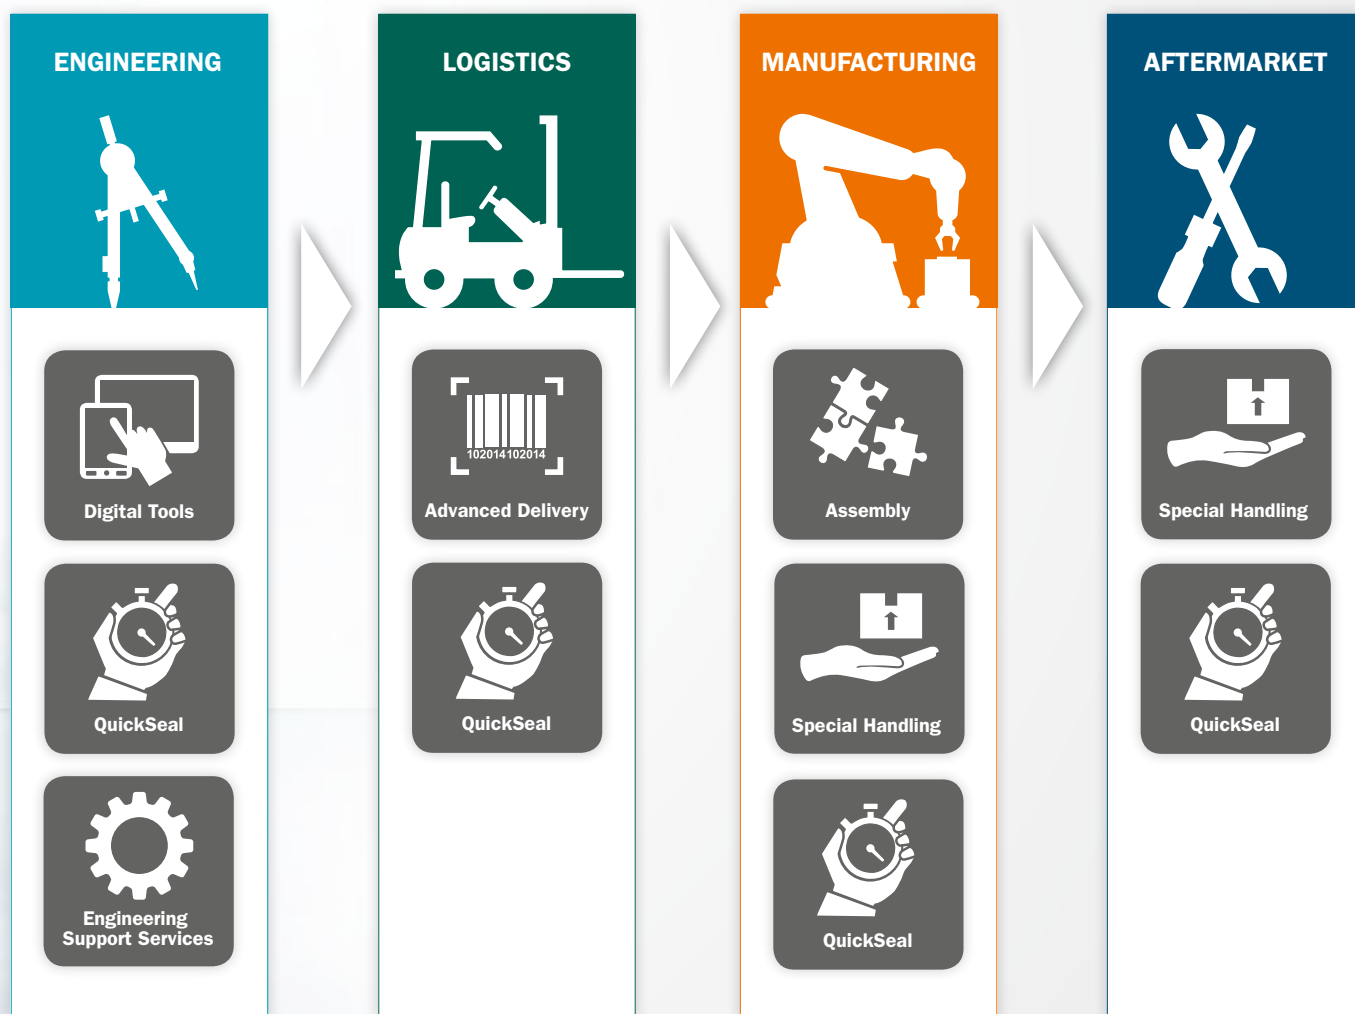 ENGINEERING
Digital Tools
QuickSeal
Engineering
Support Services
LOGISTICS
102014102014
Advanced Delivery
QuickSeal
MANUFACTURING
Assembly
Special Handling
QuickSeal
AFTERMARKET
Special Handling
QuickSeal